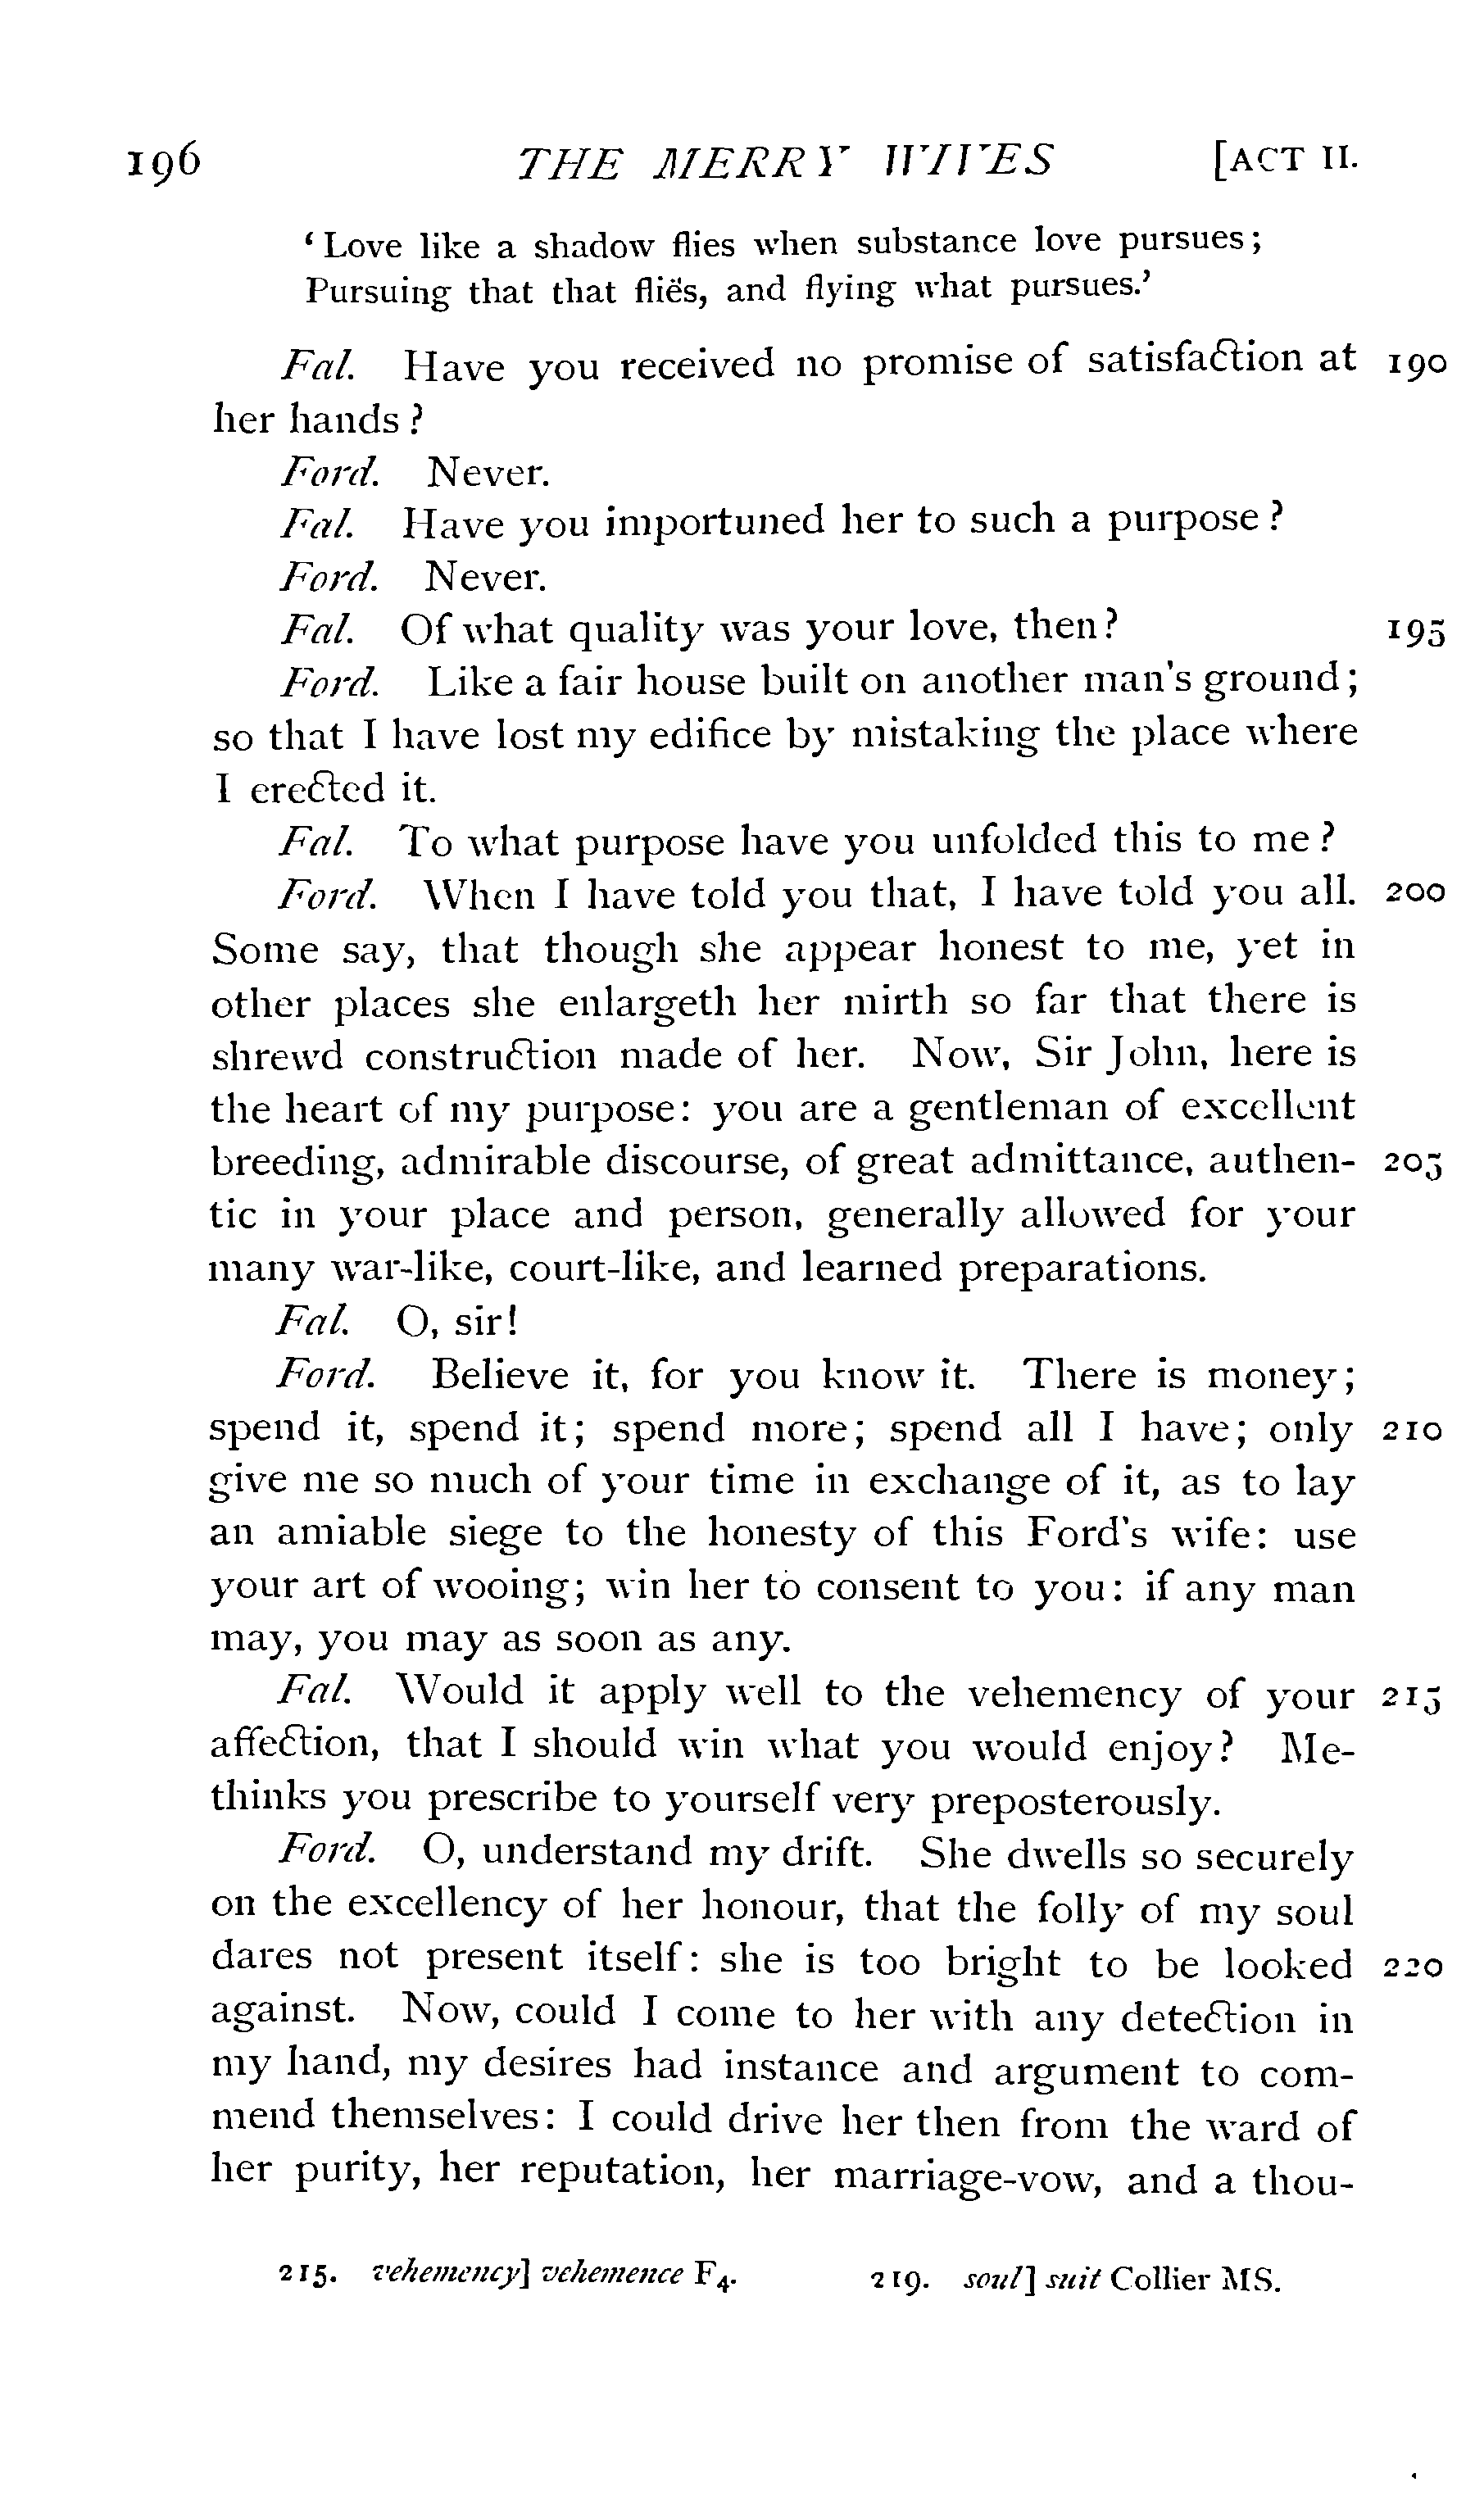 196 THE MERRY WIVES [ACT II.
‘Love like a shadow flies when substance love pursues;
Pursuing that that flies, and flying what pursues.’
Fal. Have you received no promise of satisfaction at 190
her hands?
Ford. Never.
Fal. Have you importuned her to such a purpose?
Ford. Never.
Fal. Of what quality was your love, then? 195
Ford. Like a fair house built on another man's ground;
so that I have lost my edifice by mistaking the place where
I erected it.
Fal. To what purpose have you unfolded this to me?
Ford. When I have told you that, I have told you all. 200
Some say, that though she appear honest to me, yet in
other places she enlargeth her mirth so far that there is
shrewd construction made of her. Now, Sir John, here is
the heart of my purpose: you are a gentleman of excellent
breeding, admirable discourse, of great admittance, authen- 205
tic in your place and person, generally allowed for your
many war-like, court-like, and learned preparations.
Fal. O, sir!
Ford. Believe it, for you know it. There is money;
spend it, spend it; spend more; spend all I have; only 210
give me so much of your time in exchange of it, as to lay
an amiable siege to the honesty of this Ford's wife: use
your art of wooing; win her to consent to you: if any man
may, you may as soon as any.
Fal. Would it apply well to the vehemency of your 215
affection, that I should win what you would enjoy? Me-
thinks you prescribe to yourself very preposterously.
Ford. O, understand my drift. She dwells so securely
on the excellency of her honour, that the folly of my soul
dares not present itself: she is too bright to be looked 220
against. Now, could I come to her with any detection in
my hand, my desires had instance and argument to com-
mend themselves: I could drive her then from the ward of
her purity, her reputation, her marriage-vow, and a thou-
215. vehemency] vehemence F4. 219. soul] suit Collier MS.